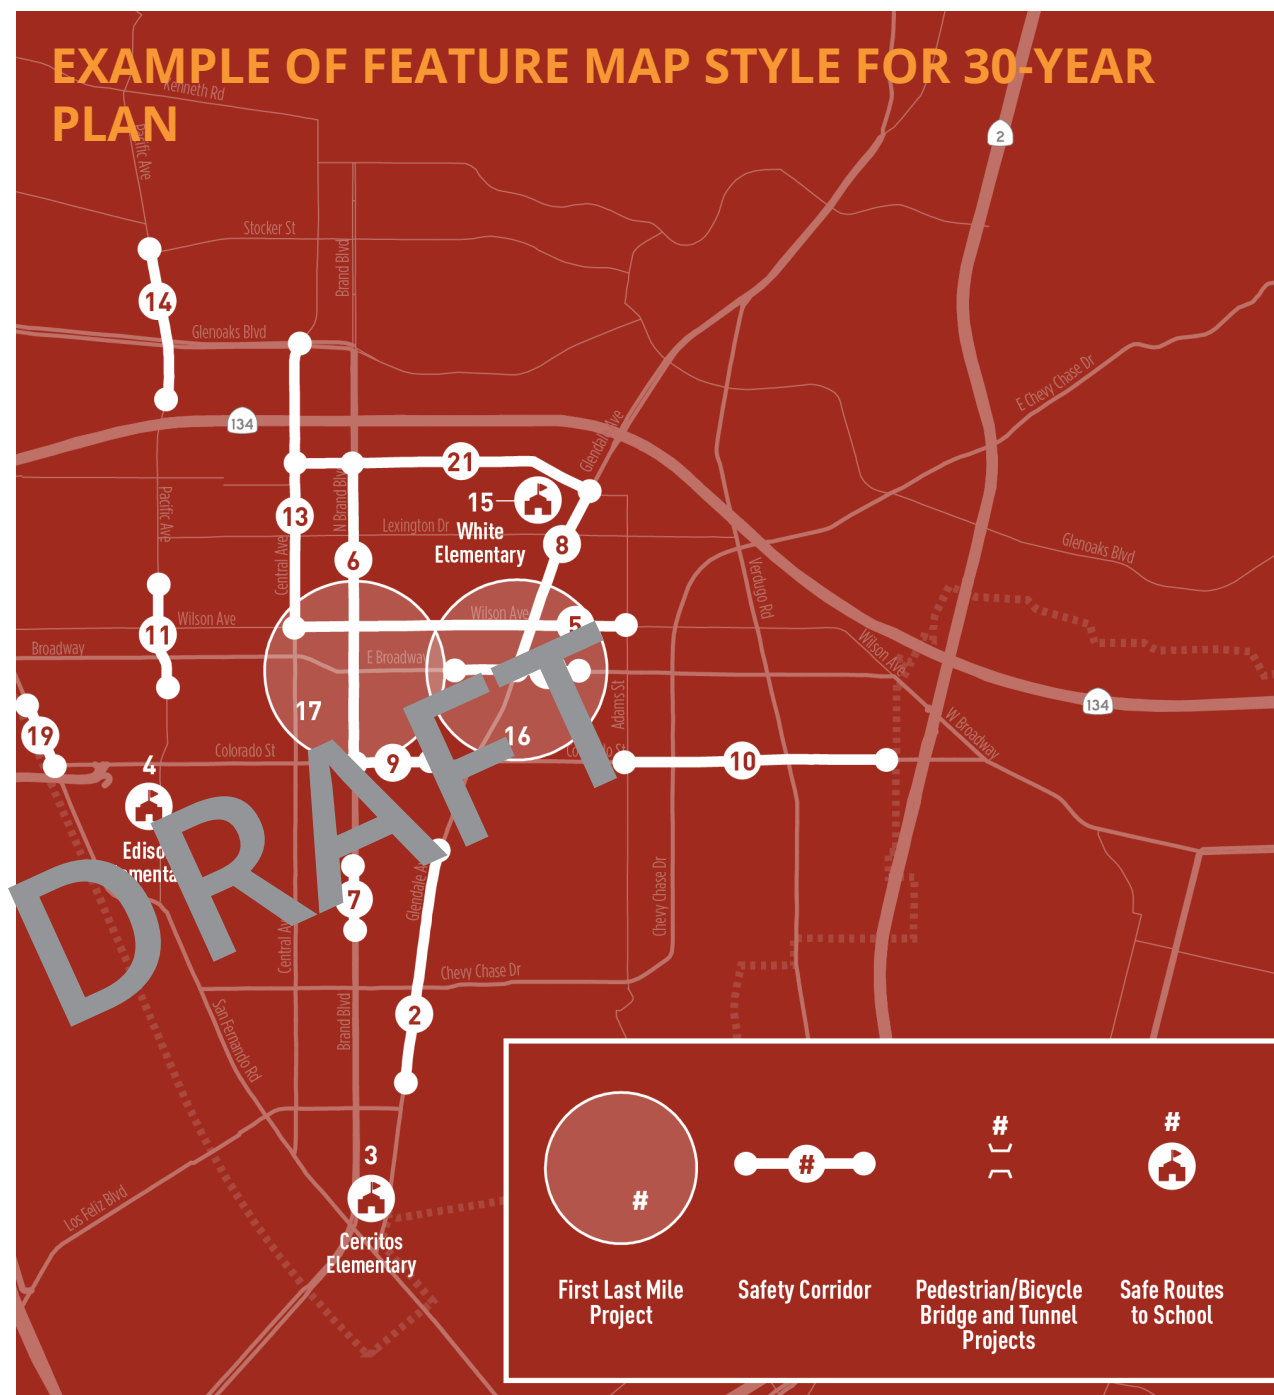 EXAMPLE OF FEATURE MAP STYLE FOR 30-YEAR
PLAN
Kenneth Rd
Pacific Ave
2
Stocker St
Brand Blvd
14
Glenoaks Blvd
E Chevy Chase Dr
134
Glendale Ave
21
15
White
Elementary
13
N Brand Blvd
Lexington Dr
Pacific Ave
8
Glenoaks Blvd
6
Central Ave
Verdugo Rd
Wilson Ave
Wilson Ave
5
11
Broadway
E Broadway
Wilson Ave
17
Adams St
134
16
W Broadway
19
Colorado St
9
10
4
Chevy Chase Dr
7
Glendale A
Central Av
Chevy Chase Dr
2
San Fernando Rd
Brand Blvd
3
Cerritos
Elementary
Los Feliz Blvd
DRAFT
#
First Last Mile
Project
#
Safety Corridor
#
Pedestrian/Bicycle
Bridge and Tunnel
Projects
#
Safe Routes
to School